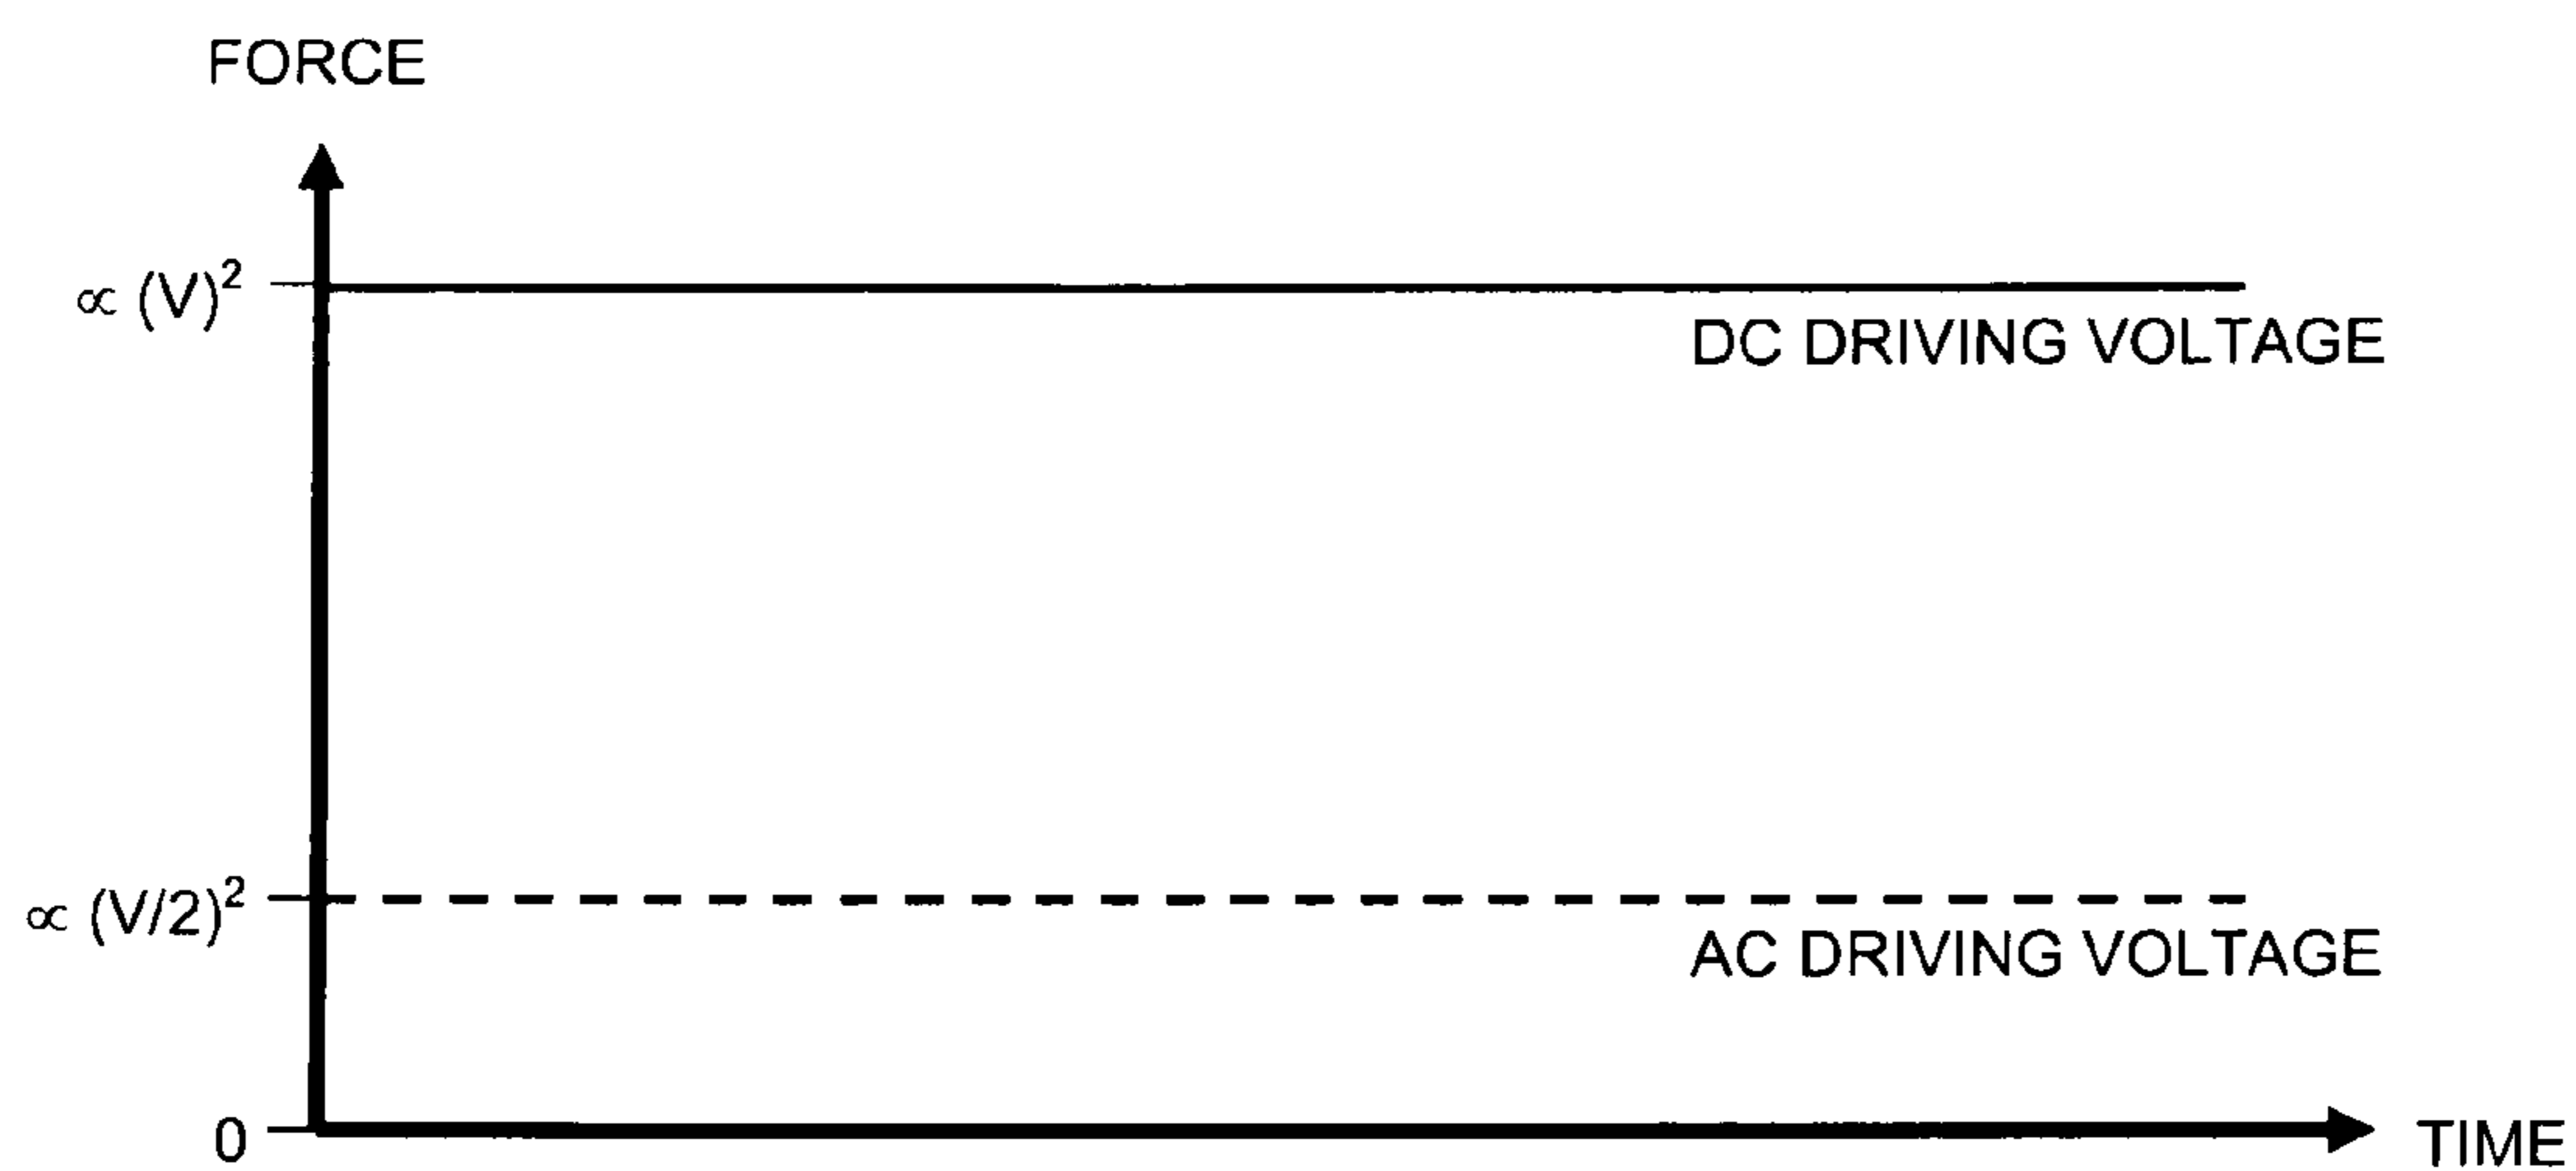 FORCE
∝ (V)²
DC DRIVING VOLTAGE
∝ (V/2)²
AC DRIVING VOLTAGE
0
TIME